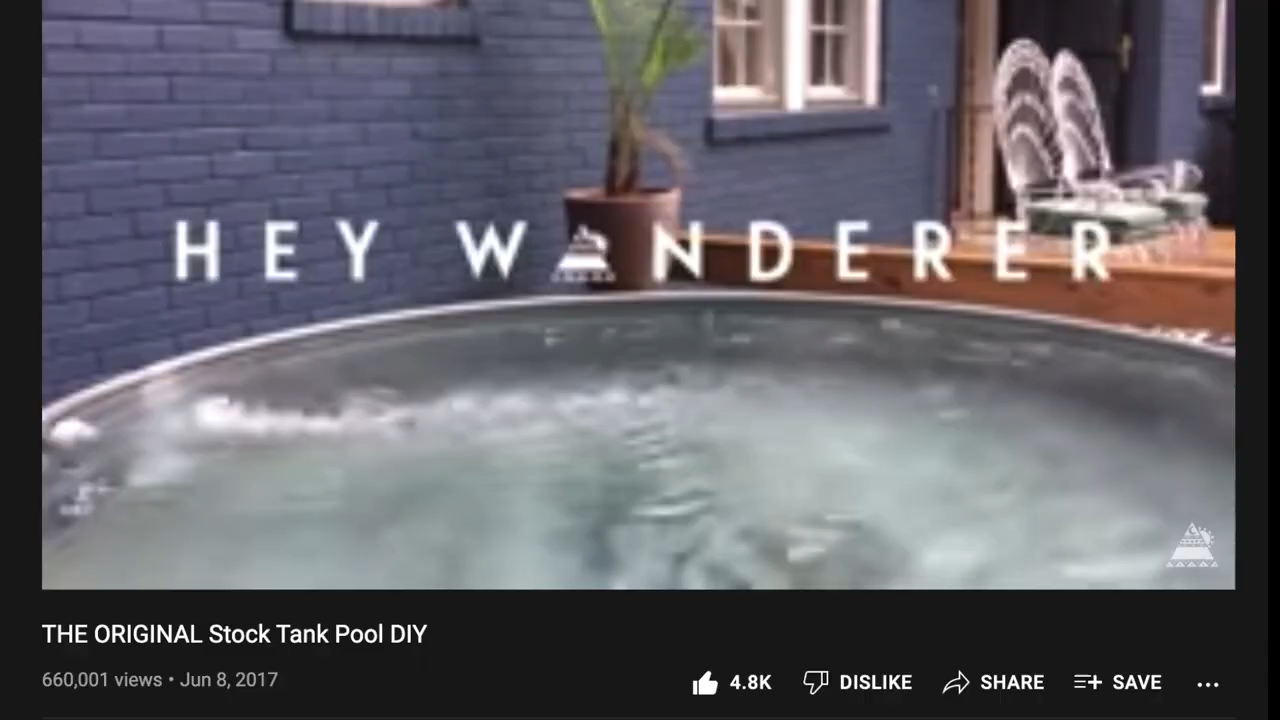 HEY WANDERER
THE ORIGINAL Stock Tank Pool DIY
660,001 views • Jun 8, 2017
4.8K DISLIKE SHARE SAVE ...